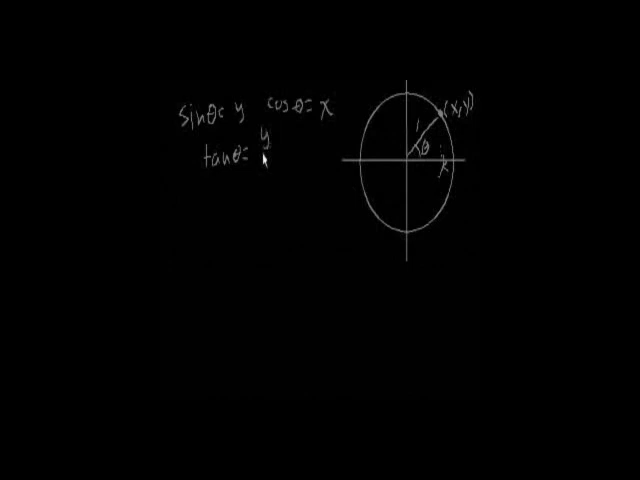 sinθ= y cosθ= x
tanθ= y
(x,y)
1
θ
x